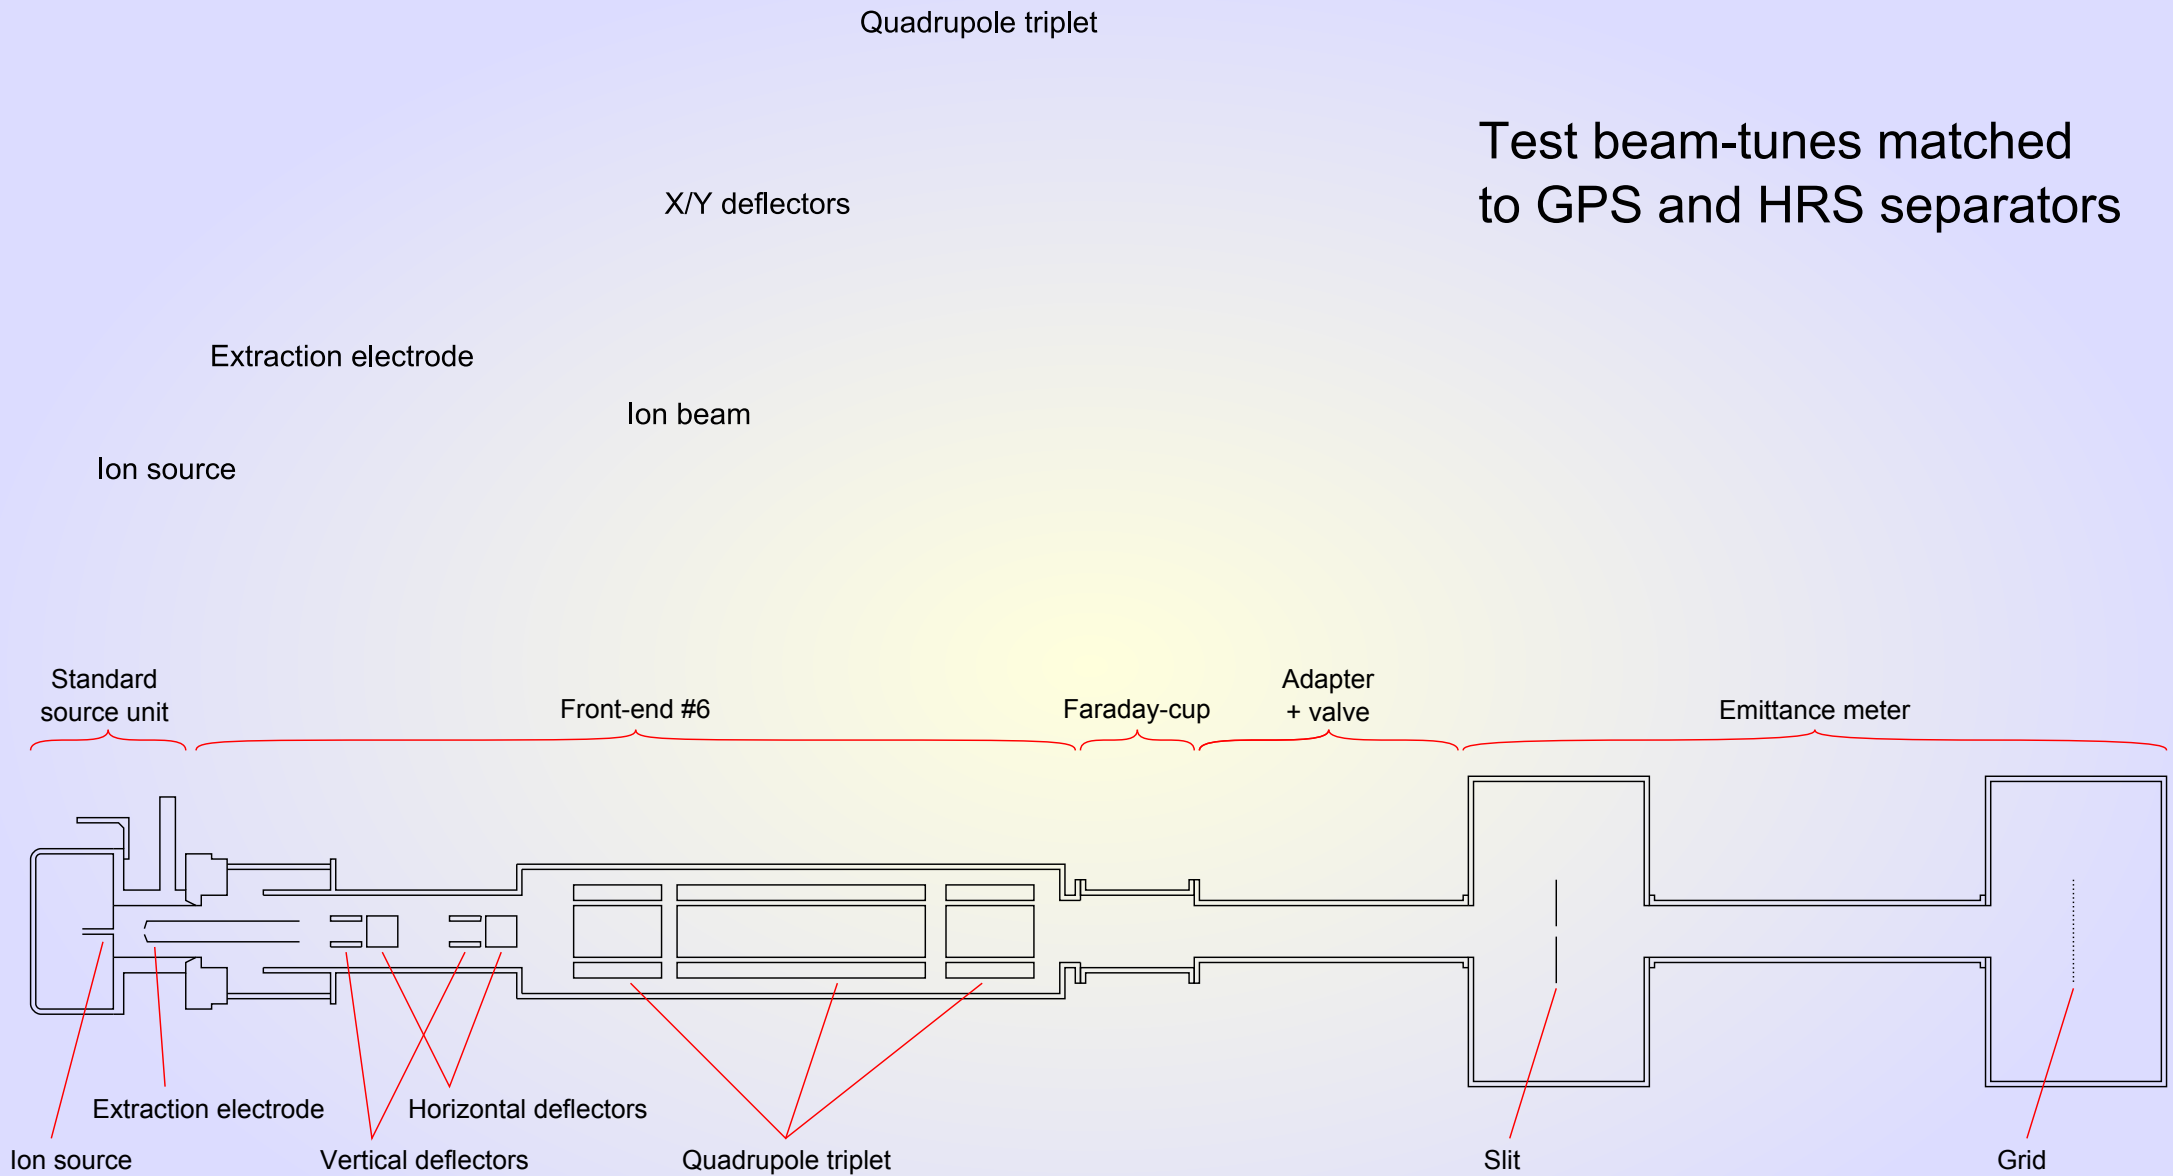 Quadrupole triplet
Test beam-tunes matched
to GPS and HRS separators
X/Y deflectors
Extraction electrode
Ion beam
Ion source
Standard
source unit
Front-end #6
Faraday-cup
Adapter
+ valve
Emittance meter
Extraction electrode
Horizontal deflectors
Ion source
Vertical deflectors
Quadrupole triplet
Slit
Grid